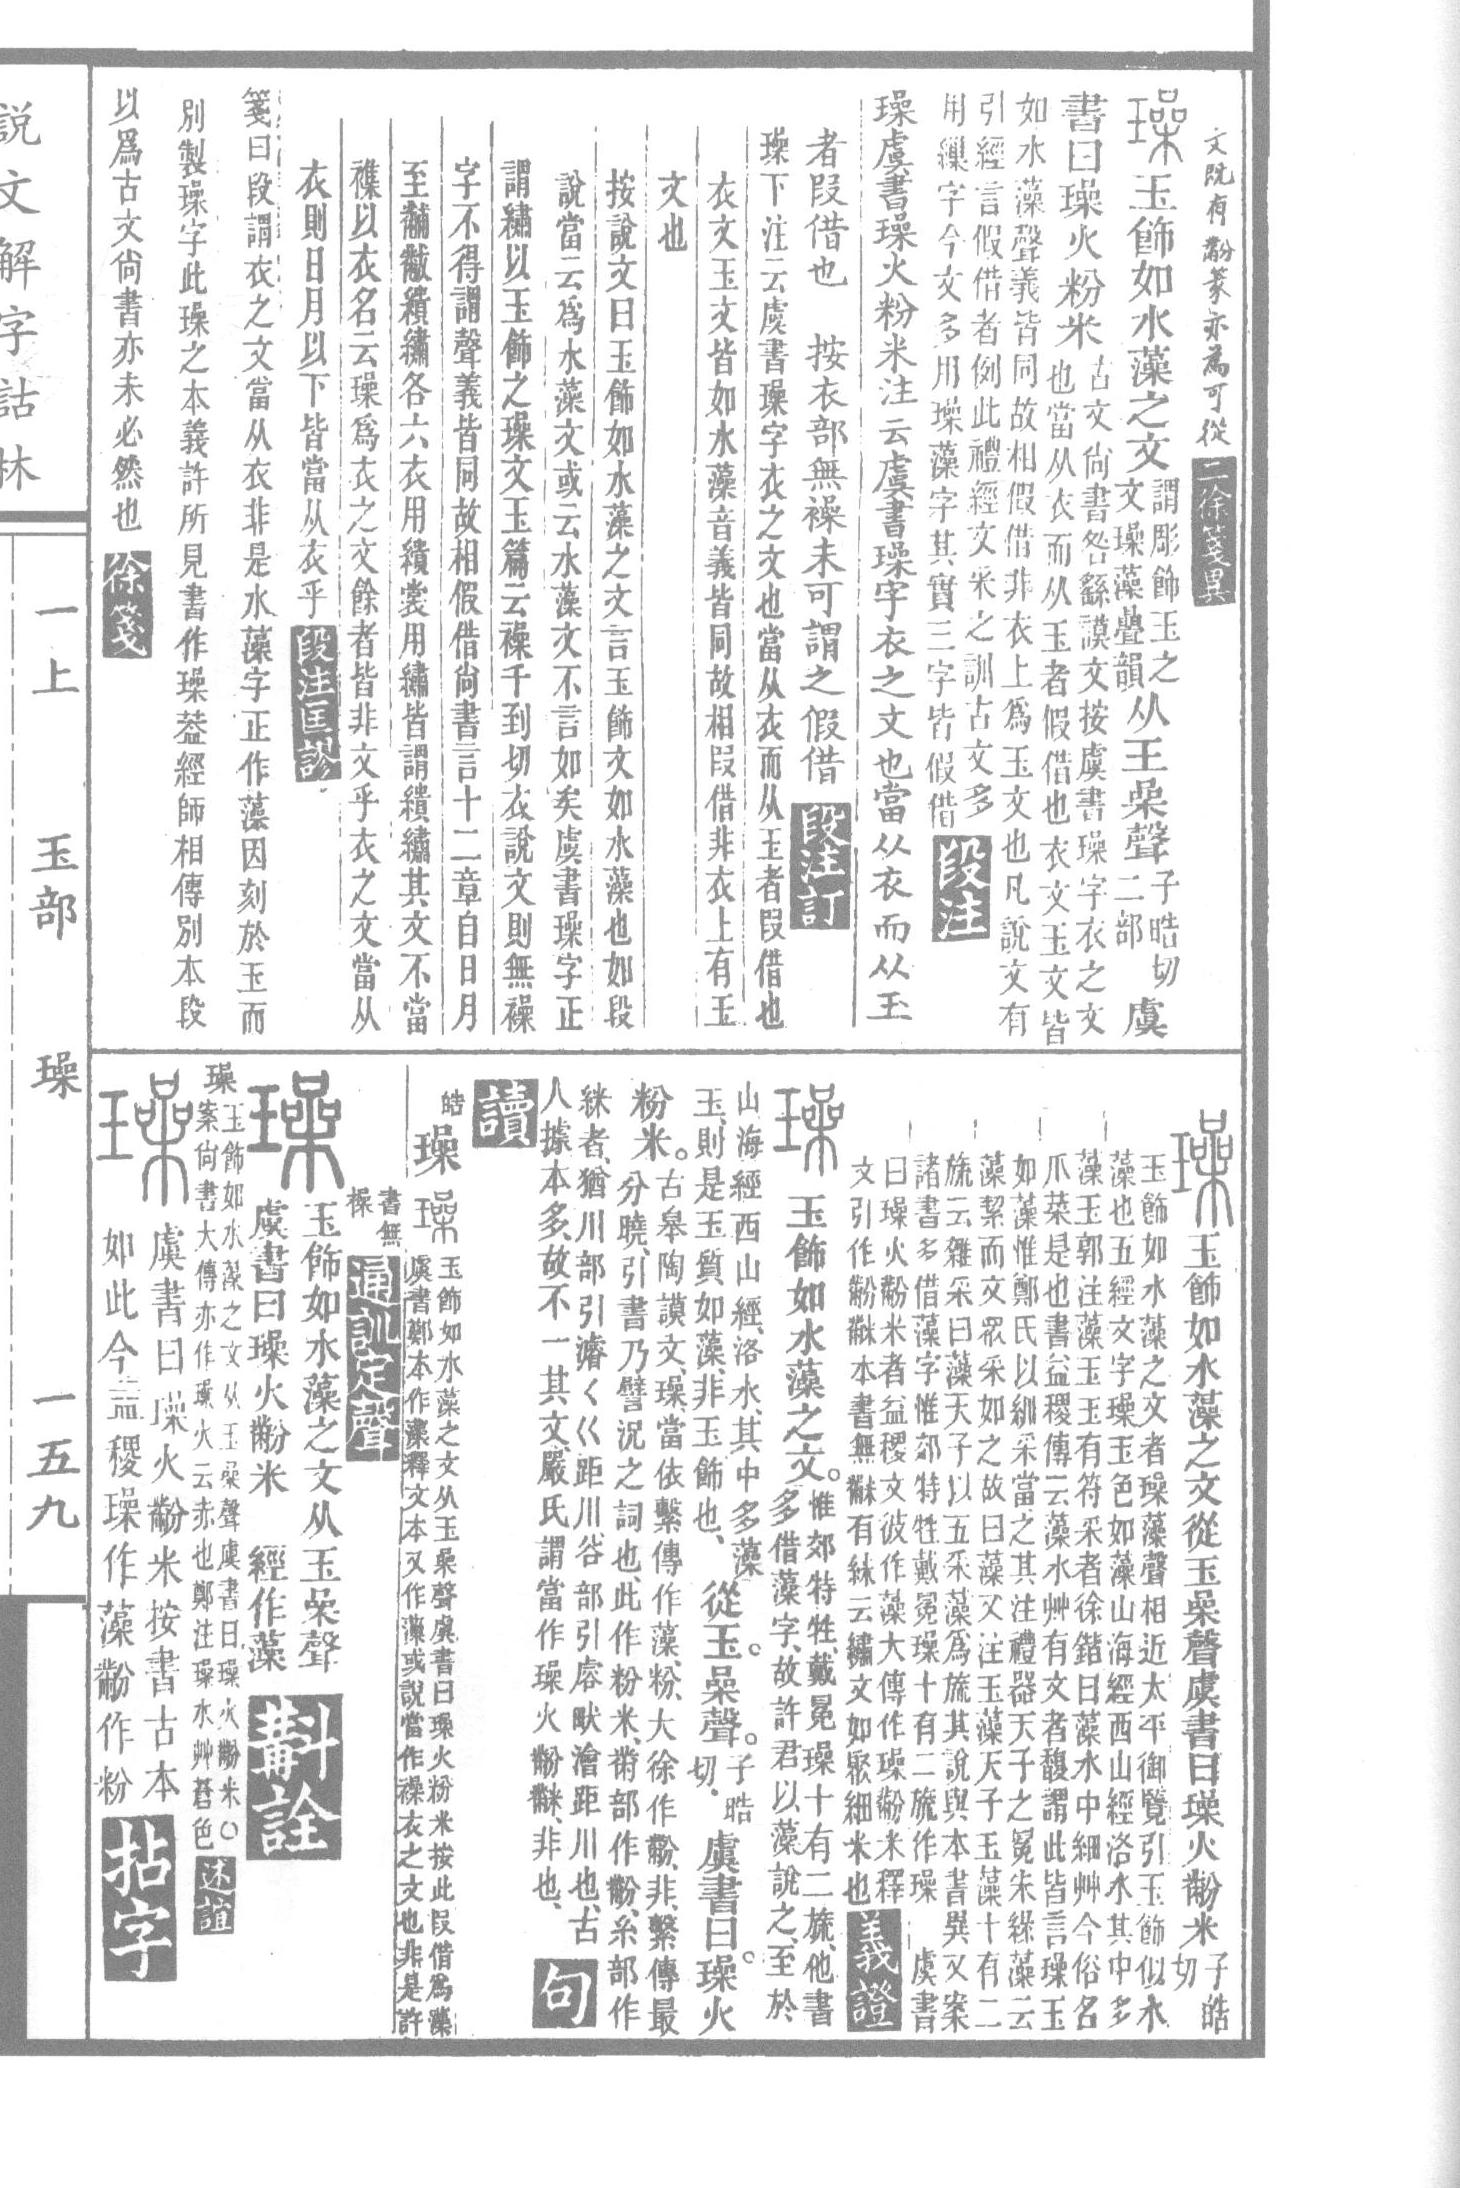 文既有黺篆亦爲可從 二徐箋異
璪 玉飾如水藻之文 謂彫飾玉之文璪藻疊韻 从王喿聲 子晧切二部 虞
書曰璪火粉米 古文尙書咎繇謨文按虞書璪字衣之文
也當从衣而从玉者假借也衣文玉文皆
如水藻聲義皆同故相假借非衣上爲玉文也凡說文有
引經言假借者例此禮經文采之訓古文多
用繅字今文多用璪藻字其實三字皆假借 段注
璪虞書璪火粉米注云虞書璪字衣之文也當从衣而从玉
者叚借也 按衣部無襙未可謂之假借 段注訂
璪下注云虞書璪字衣之文也當从衣而从玉者叚借也
衣文玉文皆如水藻音義皆同故相叚借非衣上有玉
文也
按說文曰玉飾如水藻之文言玉飾文如水藻也如段
說當云爲水藻文或云水藻文不言如矣虞書璪字正
謂繡以玉飾之璪文玉篇云襙千到切衣說文則無襙
字不得謂聲義皆同故相假借尙書言十二章自日月
至黼黻繢繡各六衣用繢裳用繡皆謂繢繡其文不當
襍以衣名云璪爲衣之文餘者皆非文乎衣之文當从
衣則日月以下皆當从衣乎 段注匡謬
箋曰段謂衣之文當从衣非是水藻字正作藻因刻於玉而
別製璪字此璪之本義許所見書作璪葢經師相傳別本段
以爲古文尙書亦未必然也 徐箋
璪 玉飾如水藻之文從玉喿聲虞書曰璪火黺米 子晧切
玉飾如水藻之文者璪藻聲相近太平御覽引玉飾似水
藻也五經文字璪玉色如藻山海經西山經洛水其中多
藻玉郭注藻玉玉有符采者徐鍇曰藻水中細艸今俗名
爪菜是也書益稷傳云藻水艸有文者馥謂此皆言璪玉
如藻惟鄭氏以紃采當之其注禮器天子之冕朱綠藻云
藻絜而文眾采如之故曰藻又注玉藻天子玉藻十有二
旒云雜采曰藻天子以五采藻爲旒其說與本書異又案
諸書多借藻字惟郊特牲戴冕璪十有二旒作璪 虞書
曰璪火黺米者益稷文彼作藻大傳作璪黺米釋
文引作黺䋛本書無䋛有絑云繡文如聚細米也 義證
璪 玉飾如水藻之文。惟郊特牲、戴冕璪十有二旒、他書
多借藻字、故許君以藻說之、至於
山海經西山經、洛水、其中多藻
玉、則是玉質如藻、非玉飾也、 從玉。喿聲。子晧切。虞書曰。璪火
粉米。古皋陶謨文、璪、當依繫傳作藻、粉、大徐作黺、非、繫傳最
分曉、引書乃譬況之詞也、此作粉米、黹部作黺、糸部作
絑者、猶川部引濬〈巛距川、谷部引㕡畎澮距川也、古
人據本多、故不一其文、嚴氏謂當作璪火黺䋛、非也、 句
讀
璪 玉飾如水藻之文从玉喿聲虞書曰璪火粉米按此叚借爲藻
晧 璪 虞書鄭本作藻釋文本又作薻或說當作襙衣之文也非是許
書無襙 通訓定聲
璪 玉飾如水藻之文从玉喿聲
虞書曰璪火黺米 經作藻 斠詮
璪 玉飾如水藻之文从玉喿聲虞書曰璪火黺米〇
案尙書大傳亦作璪火云赤也鄭注璪水艸蒼色 述誼
璪 虞書曰璪火黺米按書古本
如此今益稷璪作藻黺作粉 拈字
說文解字詁林
一上 玉部 璪
一五九